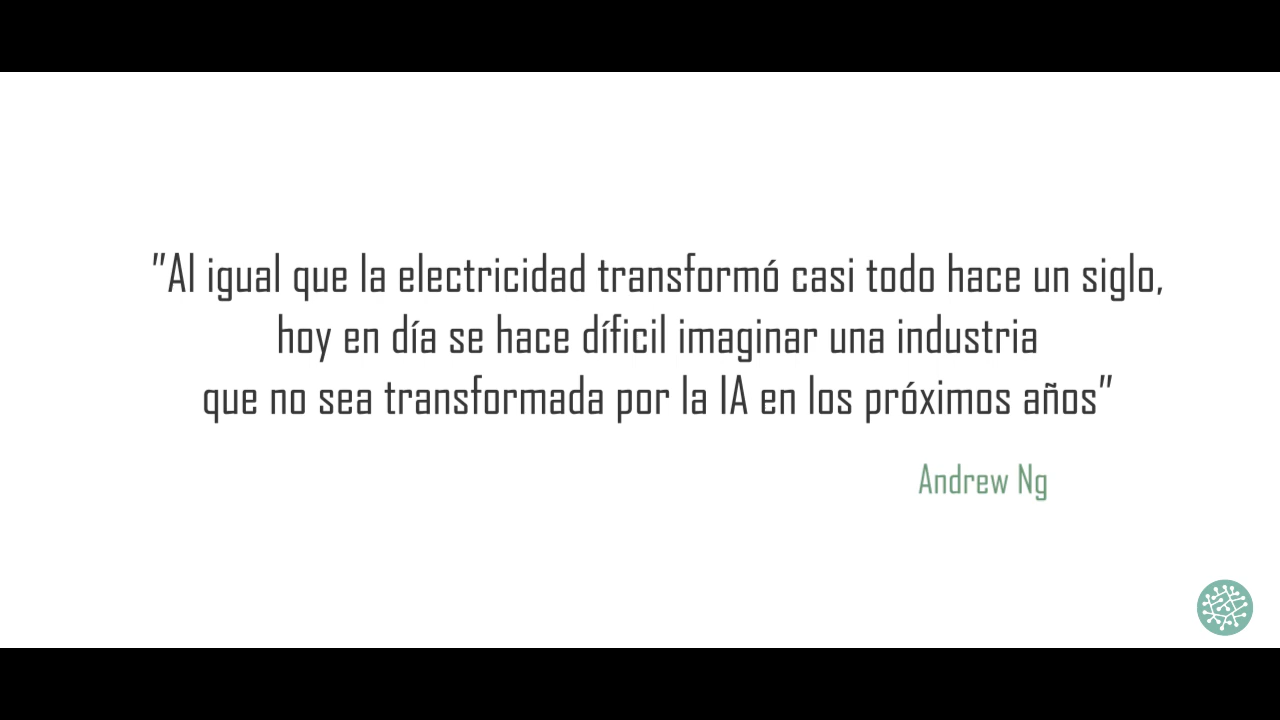 "Al igual que la electricidad transformó casi todo hace un siglo,
hoy en día se hace díficil imaginar una industria
que no sea transformada por la IA en los próximos años"
Andrew Ng